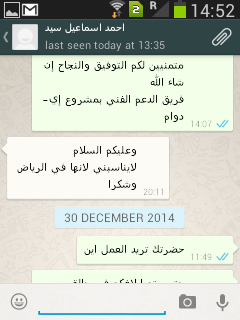 14:52
احمد اسماعيل سيد
last seen today at 13:35
متمنيين لكم التوفيق والنجاح إن
شاء الله
فريق الدعم الفني بمشروع إي-
دوام
14:07
وعليكم السلام
لايناسبني لانها في الرياض
وشكرا
20:11
30 DECEMBER 2014
حضرتك تريد العمل اين
11:49